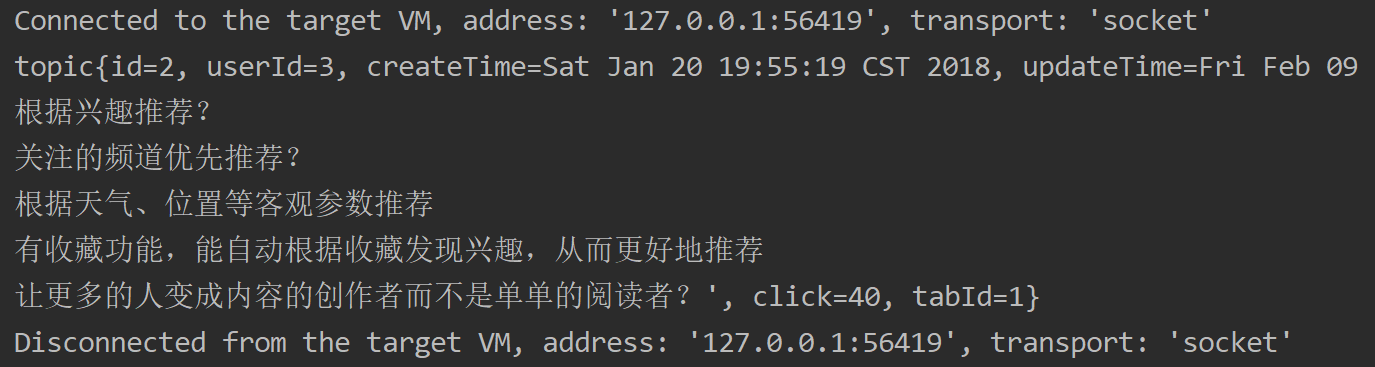 Connected to the target VM, address: '127.0.0.1:56419', transport: 'socket'
topic{id=2, userId=3, createTime=Sat Jan 20 19:55:19 CST 2018, updateTime=Fri Feb 09
根据兴趣推荐？
关注的频道优先推荐？
根据天气、位置等客观参数推荐
有收藏功能，能自动根据收藏发现兴趣，从而更好地推荐
让更多的人变成内容的创作者而不是单单的阅读者？', click=40, tabId=1}
Disconnected from the target VM, address: '127.0.0.1:56419', transport: 'socket'